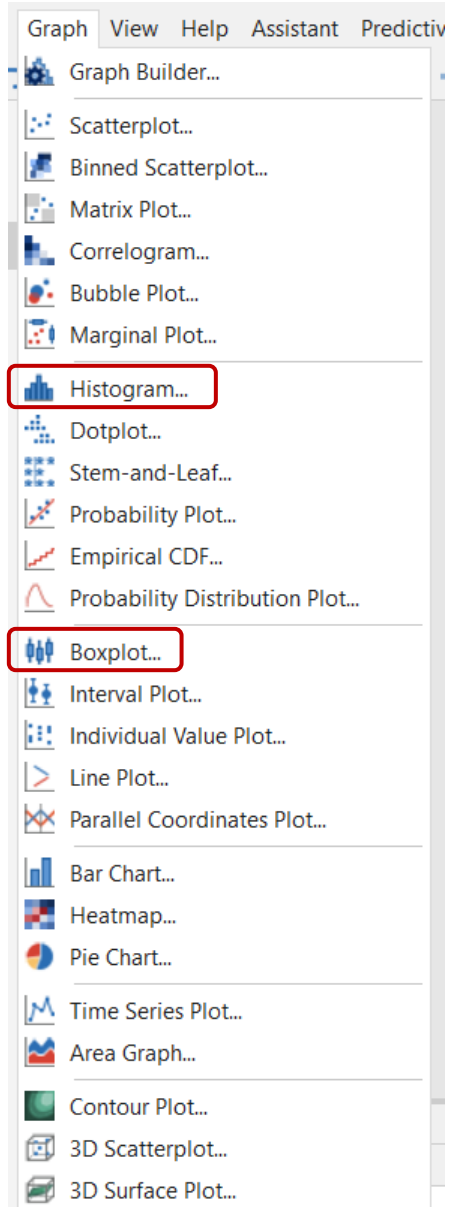 Graph View Help Assistant Predictiv
Graph Builder...
Scatterplot...
Binned Scatterplot...
Matrix Plot...
Correlogram...
Bubble Plot...
Marginal Plot...
Histogram...
Dotplot...
Stem-and-Leaf...
Probability Plot...
Empirical CDF...
Probability Distribution Plot...
Boxplot...
Interval Plot...
Individual Value Plot...
Line Plot...
Parallel Coordinates Plot...
Bar Chart...
Heatmap...
Pie Chart...
Time Series Plot...
Area Graph...
Contour Plot...
3D Scatterplot...
3D Surface Plot...